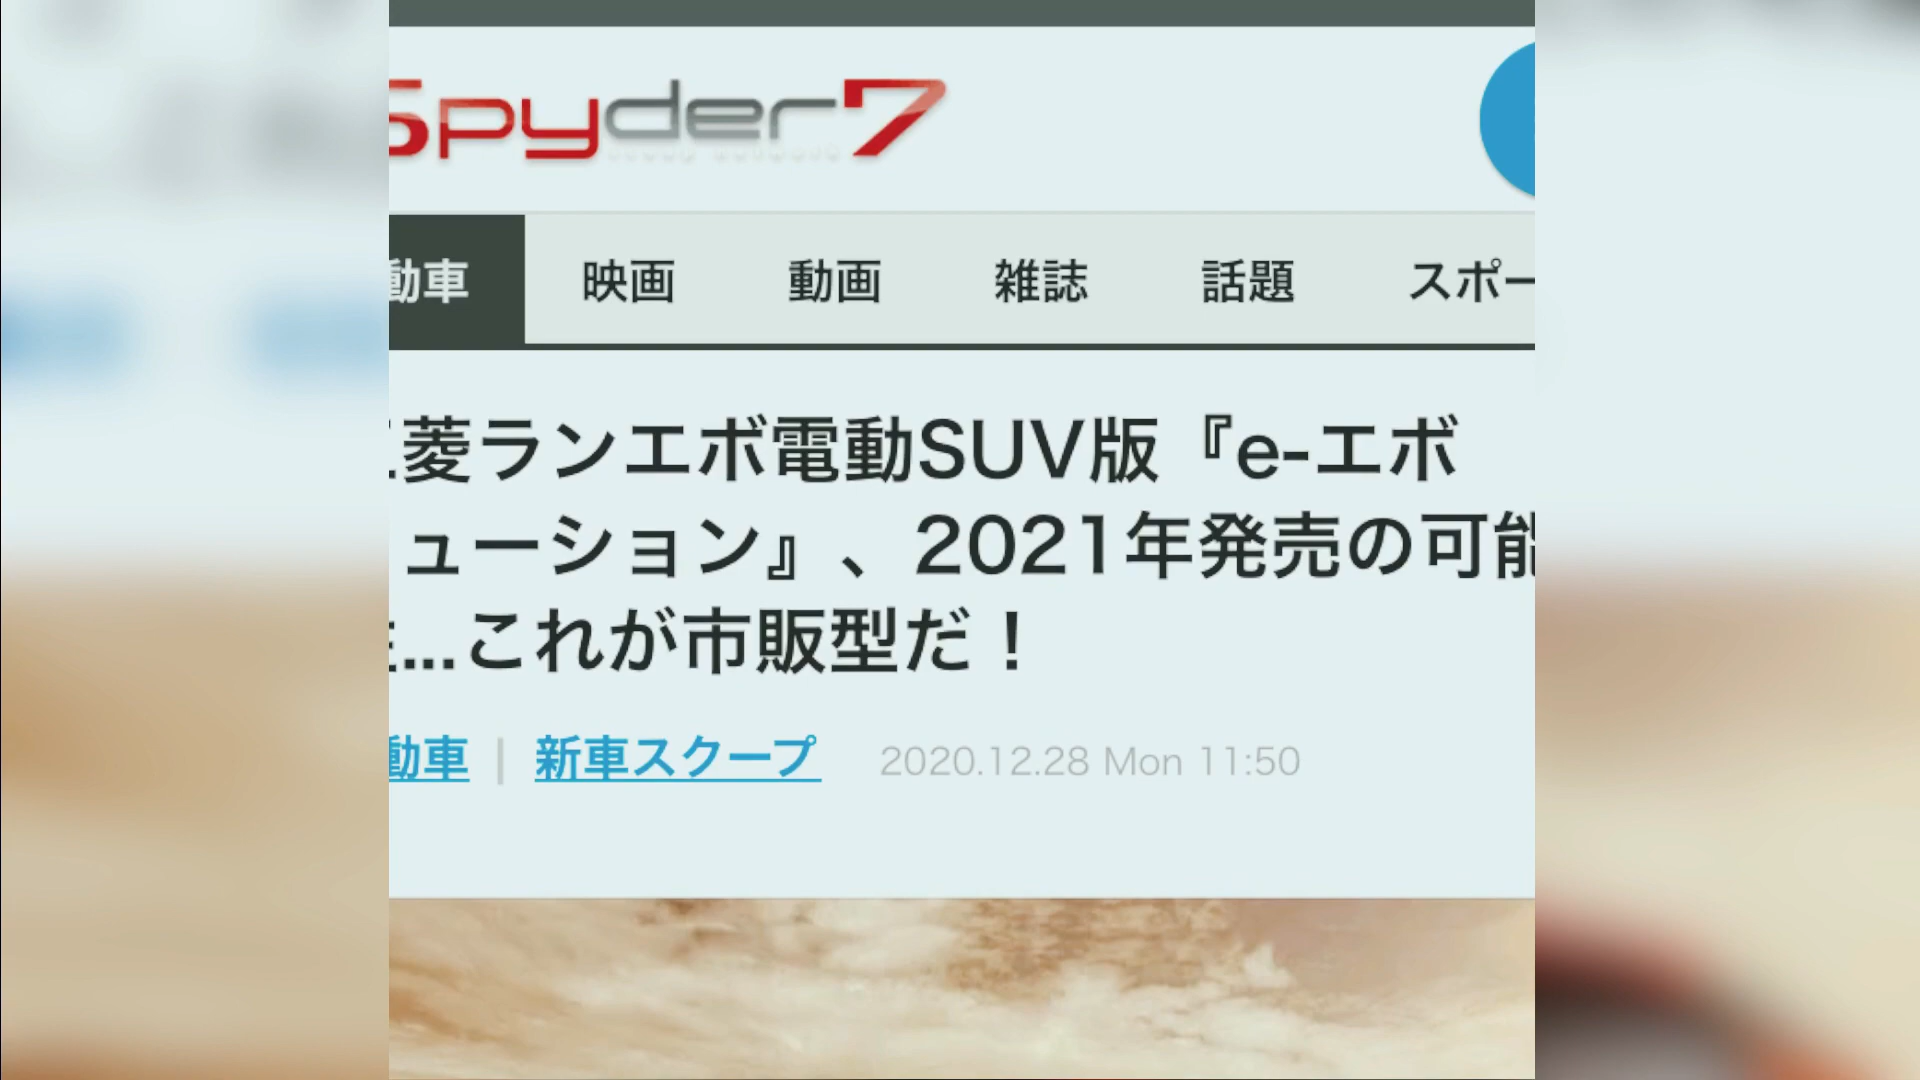 Spyder7
動車 映画 動画 雑誌 話題 スポー
菱ランエボ電動SUV版『e-エボ
ューション』、2021年発売の可能
...これが市販型だ！
動車 | 新車スクープ 2020.12.28 Mon 11:50